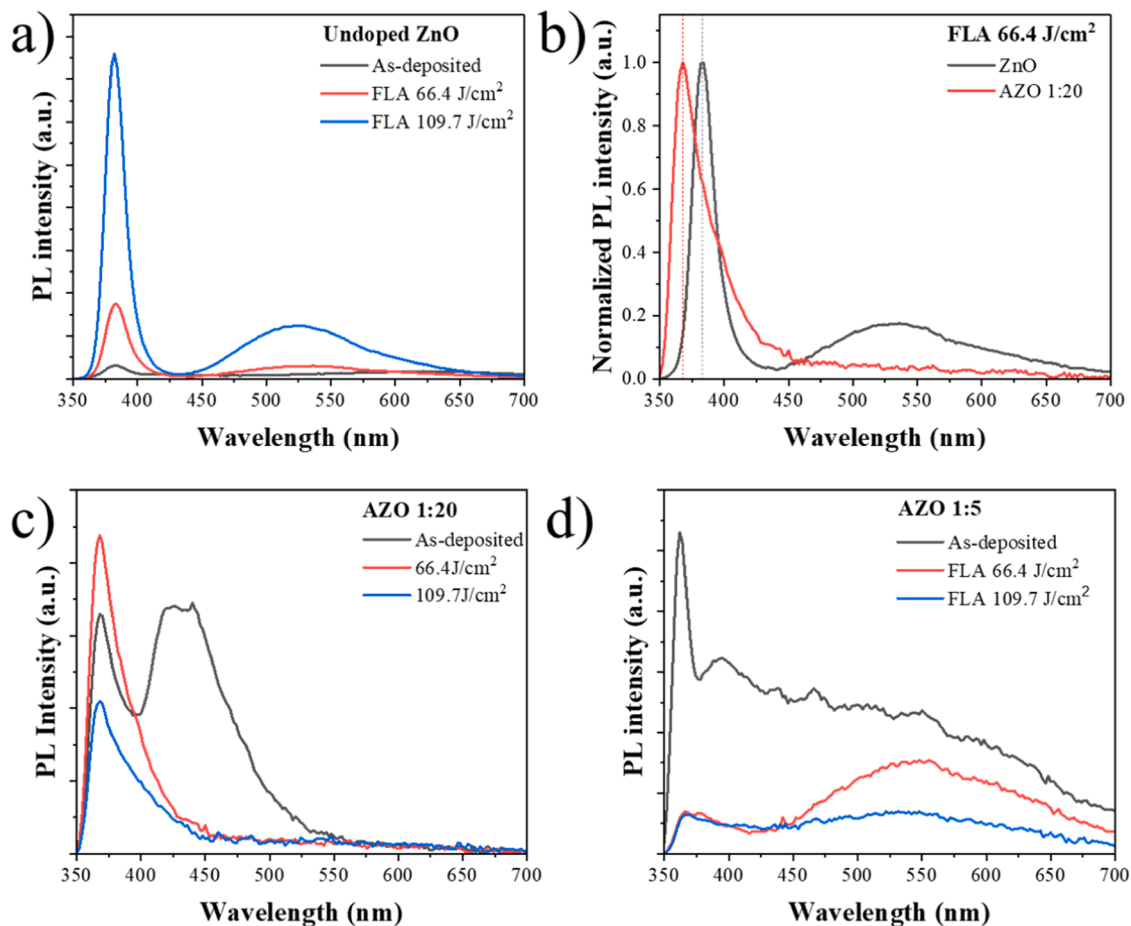 a)
Undoped ZnO
As-deposited
FLA 66.4 J/cm²
FLA 109.7 J/cm²
PL intensity (a.u.)
350 400 450 500 550 600 650 700
Wavelength (nm)
b)
FLA 66.4 J/cm²
ZnO
AZO 1:20
Normalized PL intensity (a.u.)
1.0
0.8
0.6
0.4
0.2
0.0
350 400 450 500 550 600 650 700
Wavelength (nm)
c)
AZO 1:20
As-deposited
66.4J/cm²
109.7J/cm²
PL Intensity (a.u.)
350 400 450 500 550 600 650 700
Wavelength (nm)
d)
AZO 1:5
As-deposited
FLA 66.4 J/cm²
FLA 109.7 J/cm²
PL intensity (a.u.)
350 400 450 500 550 600 650 700
Wavelength (nm)